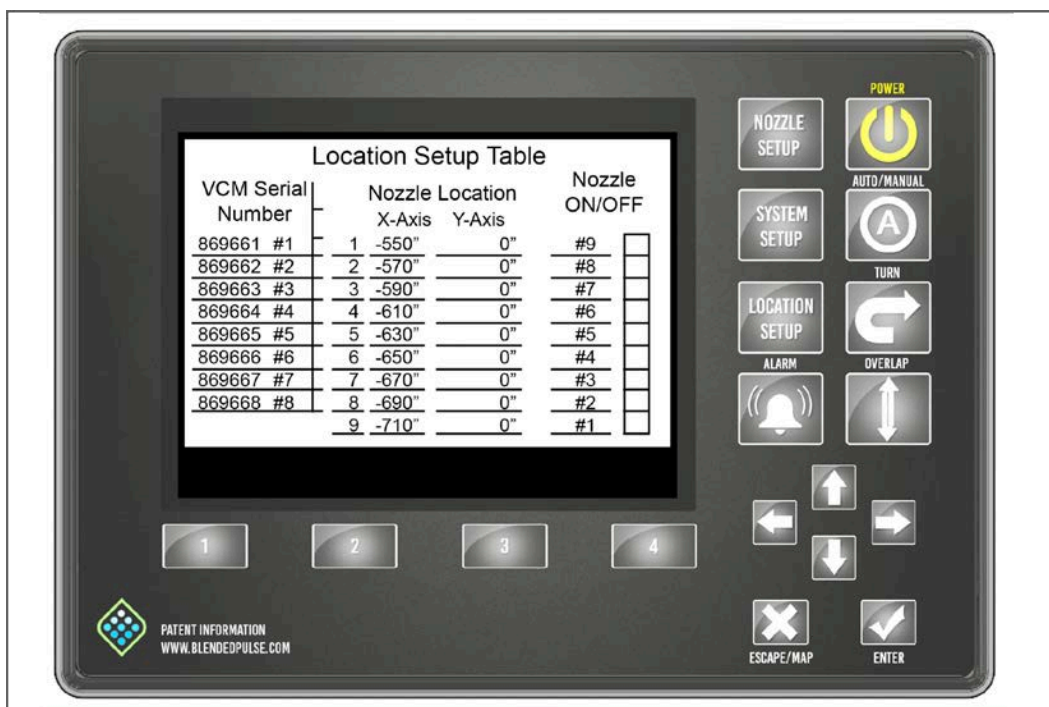 POWER
NOZZLE
SETUP
AUTO/MANUAL
SYSTEM
SETUP
A
TURN
LOCATION
SETUP
ALARM
OVERLAP
Location Setup Table
VCM Serial
Number
Nozzle Location
X-Axis Y-Axis
Nozzle
ON/OFF
869661 #1 1 -550" 0" #9
869662 #2 2 -570" 0" #8
869663 #3 3 -590" 0" #7
869664 #4 4 -610" 0" #6
869665 #5 5 -630" 0" #5
869666 #6 6 -650" 0" #4
869667 #7 7 -670" 0" #3
869668 #8 8 -690" 0" #2
9 -710" 0" #1
1 2 3 4
PATENT INFORMATION
WWW.BLENDEDPULSE.COM
ESCAPE/MAP
ENTER